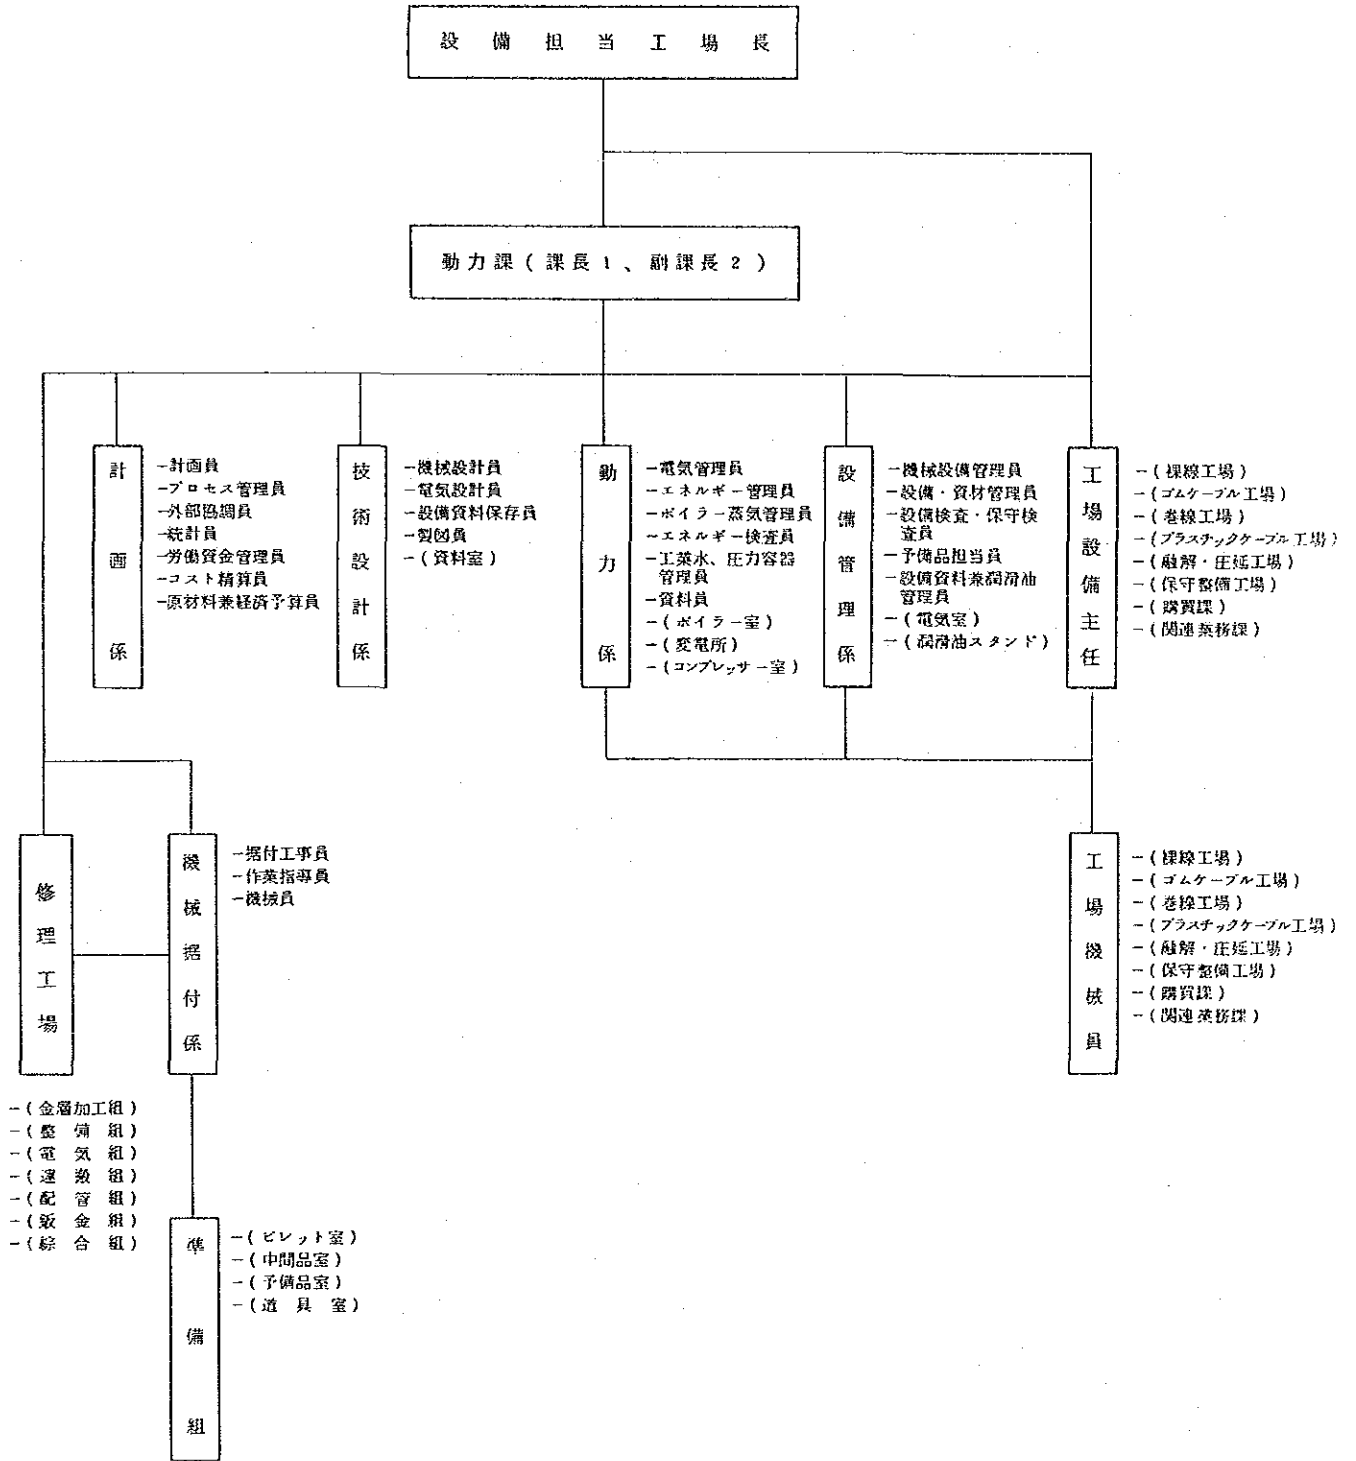 設備担当工場長
動力課(課長1、副課長2)
計画係
-計画員
-プロセス管理員
-外部協調員
-統計員
-労働資金管理員
-コスト精算員
-原材料兼経済予算員
技術設計係
-機械設計員
-電気設計員
-設備資料保存員
-製図員
-(資料室)
動力係
-電気管理員
-エネルギー管理員
-ボイラー蒸気管理員
-エネルギー検査員
-工業水、圧力容器
管理員
-資料員
-(ボイラー室)
-(変電所)
-(コンプレッサー室)
設備管理係
-機械設備管理員
-設備・資材管理員
-設備検査・保守検
査員
-予備品担当員
-設備資料兼潤滑油
管理員
-(電気室)
-(潤滑油スタンド)
工場設備主任
-(裸線工場)
-(ゴムケーブル工場)
-(巻線工場)
-(プラスチックケーブル工場)
-(融解・圧延工場)
-(保守整備工場)
-(購買課)
-(関連業務課)
修理工場
-(金属加工組)
-(整備組)
-(電気組)
-(配管組)
-(鈑金組)
-(綜合組)
機械据付係
-据付工事員
-作業指導員
-機械員
準備組
-(ビレット室)
-(中間品室)
-(予備品室)
-(道具室)
工場機械員
-(裸線工場)
-(ゴムケーブル工場)
-(巻線工場)
-(プラスチックケーブル工場)
-(融解・圧延工場)
-(保守整備工場)
-(購買課)
-(関連業務課)